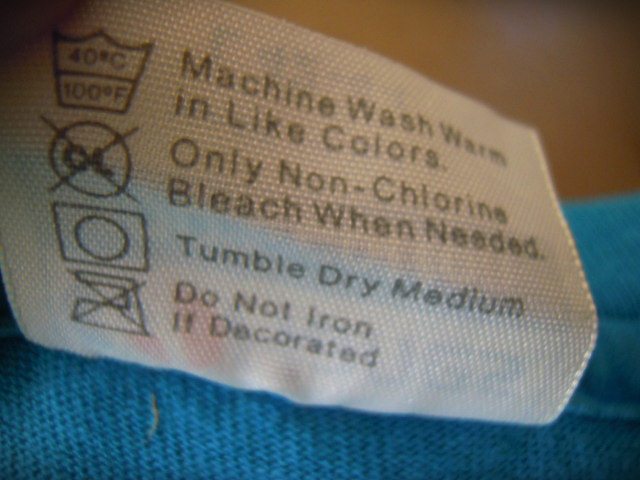 40°C
100°F
Machine Wash Warm
in Like Colors.
CL
Only Non-Chlorine
Bleach When Needed.
Tumble Dry Medium
Do Not Iron
If Decorated